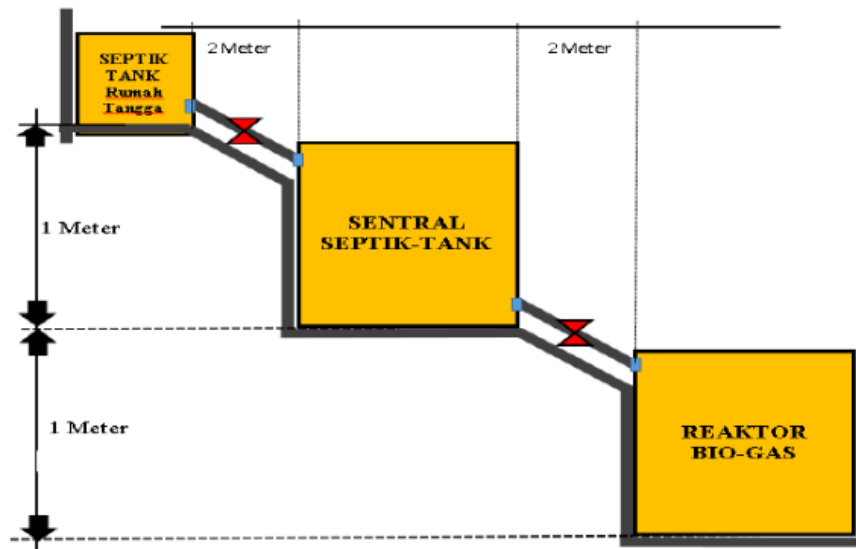 2 Meter
2 Meter
SEPTIK
TANK
Rumah
Tangga
1 Meter
SENTRAL
SEPTIK-TANK
1 Meter
REAKTOR
BIO-GAS